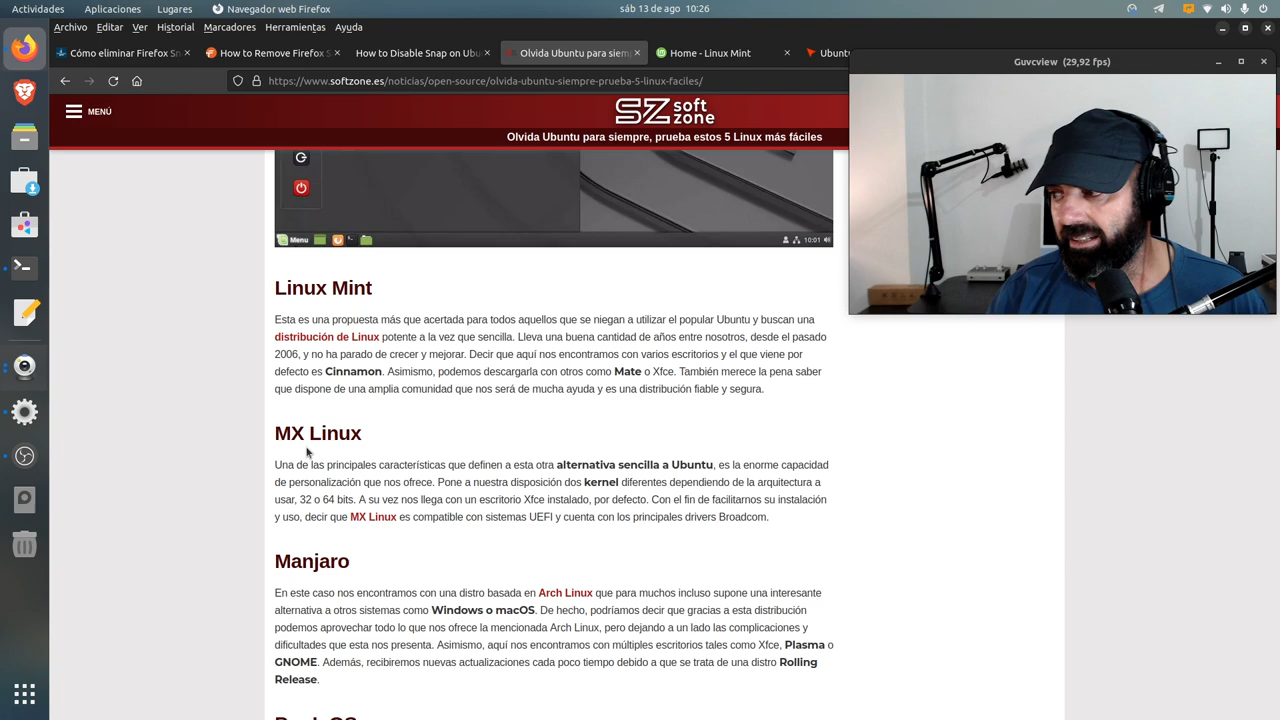 Actividades Aplicaciones Lugares Navegador web Firefox sáb 13 de ago 10:26
Archivo Editar Ver Historial Marcadores Herramientas Ayuda
Cómo eliminar Firefox Sn
How to Remove Firefox S
How to Disable Snap on Ubu
Olvida Ubuntu para siem
Home - Linux Mint
Ubuntu
Guvcview (29,92 fps)
https://www.softzone.es/noticias/open-source/olvida-ubuntu-siempre-prueba-5-linux-faciles/
MENÚ
SZ soft zone
Olvida Ubuntu para siempre, prueba estos 5 Linux más fáciles
Menu 10:01
Linux Mint
Esta es una propuesta más que acertada para todos aquellos que se niegan a utilizar el popular Ubuntu y buscan una
distribución de Linux potente a la vez que sencilla. Lleva una buena cantidad de años entre nosotros, desde el pasado
2006, y no ha parado de crecer y mejorar. Decir que aquí nos encontramos con varios escritorios y el que viene por
defecto es Cinnamon. Asimismo, podemos descargarla con otros como Mate o Xfce. También merece la pena saber
que dispone de una amplia comunidad que nos será de mucha ayuda y es una distribución fiable y segura.
MX Linux
Una de las principales características que definen a esta otra alternativa sencilla a Ubuntu, es la enorme capacidad
de personalización que nos ofrece. Pone a nuestra disposición dos kernel diferentes dependiendo de la arquitectura a
usar, 32 o 64 bits. A su vez nos llega con un escritorio Xfce instalado, por defecto. Con el fin de facilitarnos su instalación
y uso, decir que MX Linux es compatible con sistemas UEFI y cuenta con los principales drivers Broadcom.
Manjaro
En este caso nos encontramos con una distro basada en Arch Linux que para muchos incluso supone una interesante
alternativa a otros sistemas como Windows o macOS. De hecho, podríamos decir que gracias a esta distribución
podemos aprovechar todo lo que nos ofrece la mencionada Arch Linux, pero dejando a un lado las complicaciones y
dificultades que esta nos presenta. Asimismo, aquí nos encontramos con múltiples escritorios tales como Xfce, Plasma o
GNOME. Además, recibiremos nuevas actualizaciones cada poco tiempo debido a que se trata de una distro Rolling
Release.